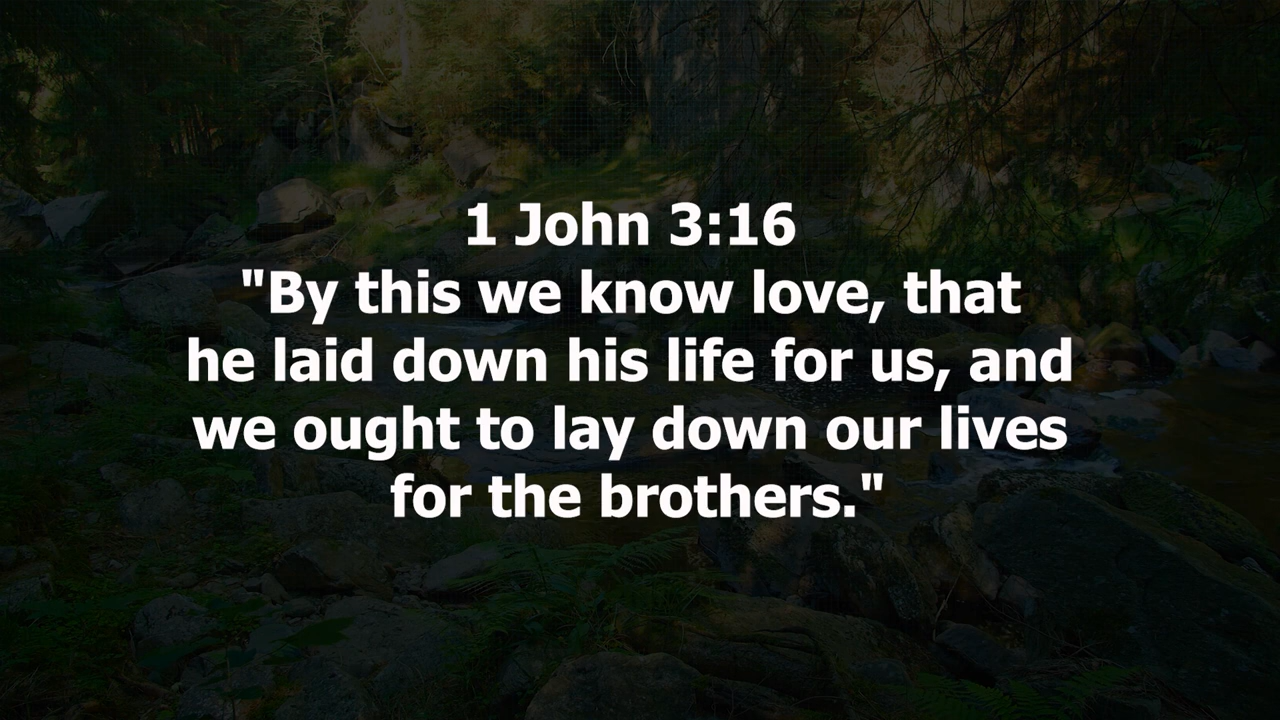 1 John 3:16
"By this we know love, that
he laid down his life for us, and
we ought to lay down our lives
for the brothers."